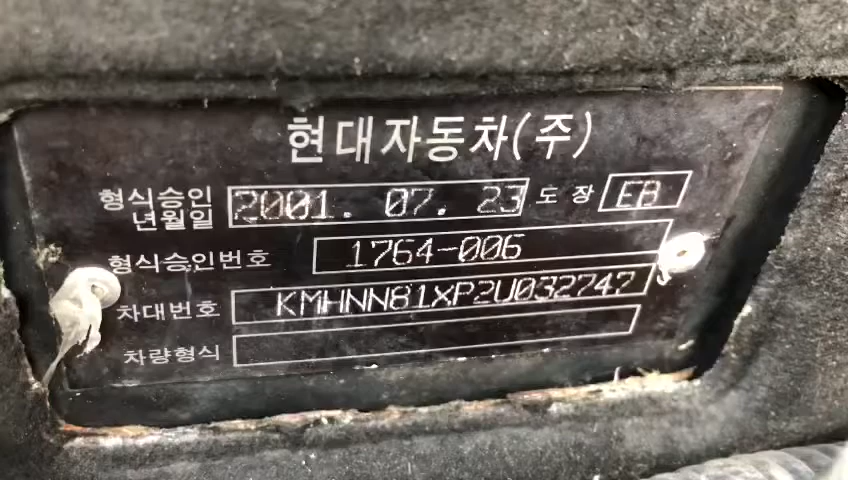 현대자동차(주)
형식승인 년월일 2001. 07. 23 도장 EB
형식승인번호 1764-006
차대번호 KMHNN81XP2U032747
차량형식